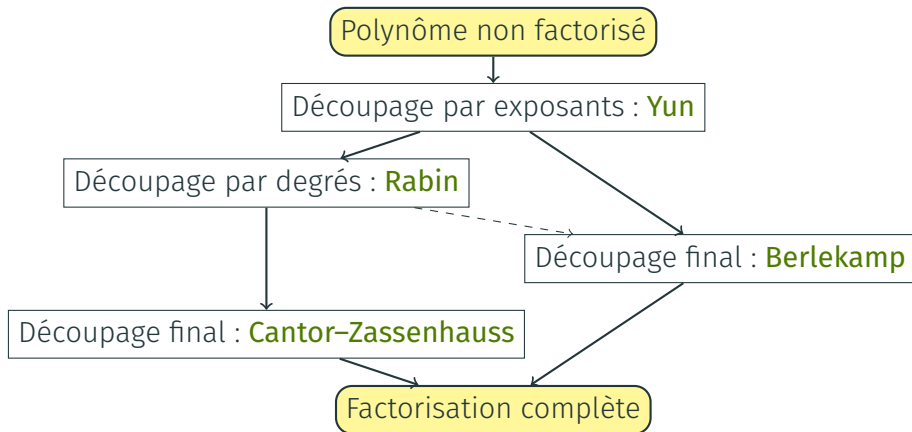 Polynôme non factorisé
Découpage par exposants : Yun
Découpage par degrés : Rabin
Découpage final : Berlekamp
Découpage final : Cantor–Zassenhauss
Factorisation complète